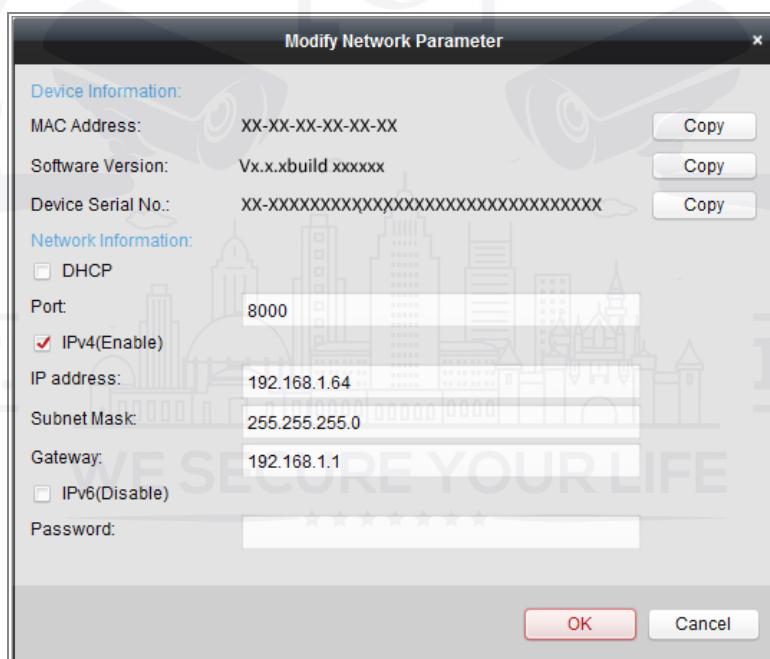 Modify Network Parameter ×
Device Information:
MAC Address: XX-XX-XX-XX-XX-XX Copy
Software Version: Vx.x.xbuild xxxxxx Copy
Device Serial No.: XX-XXXXXXXXXXXXXXXXXXXXXXXXXXXXXXXXX Copy
Network Information:
DHCP
Port: 8000
IPv4(Enable)
IP address: 192.168.1.64
Subnet Mask: 255.255.255.0
Gateway: 192.168.1.1
WE SECURE YOUR LIFE
IPv6(Disable)
Password:
OK Cancel